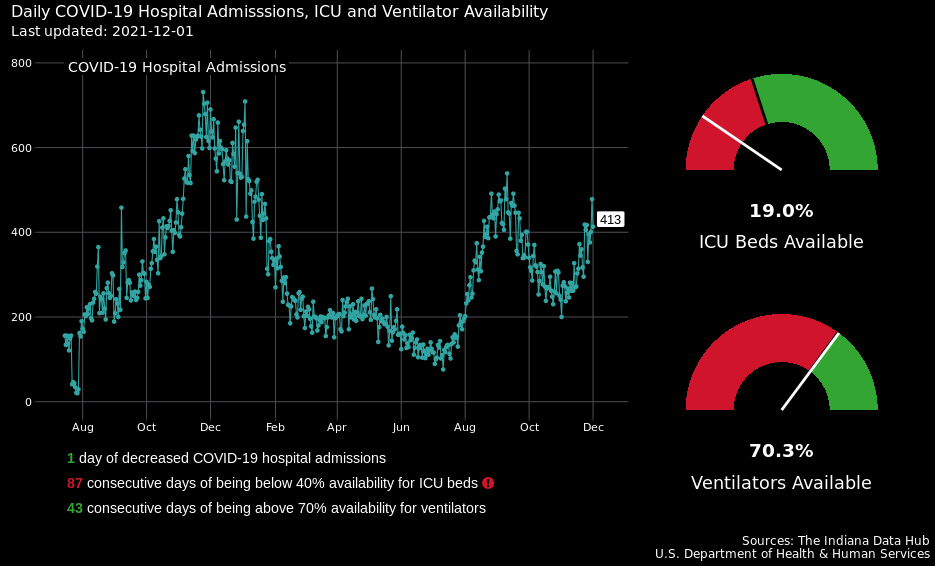 Daily COVID-19 Hospital Admisssions, ICU and Ventilator Availability
Last updated: 2021-12-01
COVID-19 Hospital Admissions
800
600
400
200
0
413
Aug Oct Dec Feb Apr Jun Aug Oct Dec
19.0%
ICU Beds Available
70.3%
Ventilators Available
1 day of decreased COVID-19 hospital admissions
87 consecutive days of being below 40% availability for ICU beds
43 consecutive days of being above 70% availability for ventilators
Sources: The Indiana Data Hub
U.S. Department of Health & Human Services